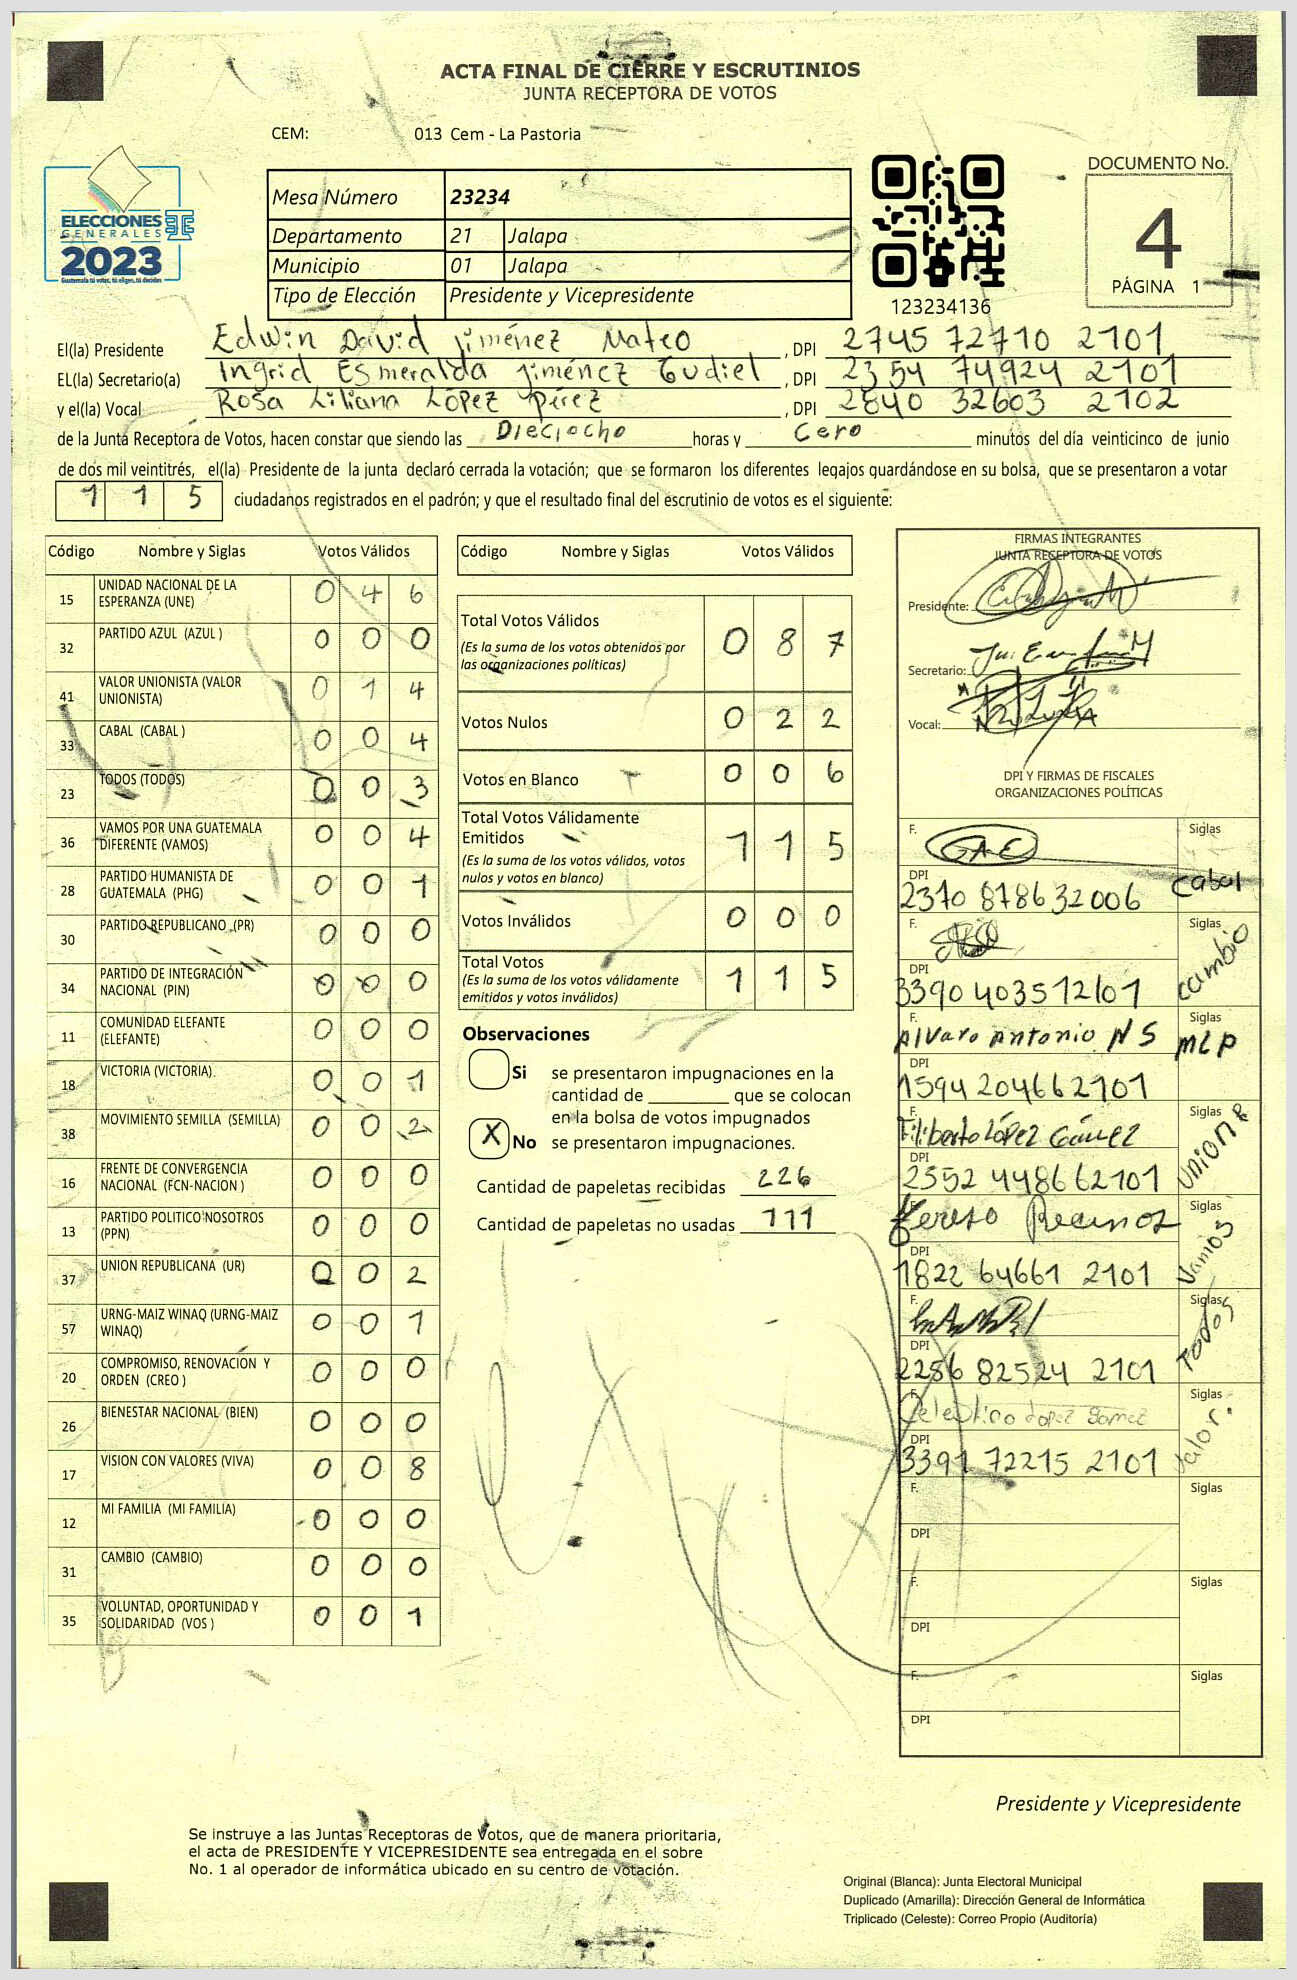 ACTA FINAL DE CIERRE Y ESCRUTINIOS
JUNTA RECEPTORA DE VOTOS
CEM: 013 Cem - La Pastoria
ELECCIONES
GENERALES
2023
Guatemala tú votas, tú eliges, tú decides
Mesa Número 23234
Departamento 21 Jalapa
Municipio 01 Jalapa
Tipo de Elección Presidente y Vicepresidente
123234136
DOCUMENTO No.
4
PÁGINA 1
El(la) Presidente Edwin David Jiménez Mateo , DPI 2745 72710 2101
EL(la) Secretario(a) Ingrid Esmeralda Jiménez Gudiel , DPI 2354 74924 2101
y el(la) Vocal Rosa Liliana López Pérez , DPI 2840 32603 2102
de la Junta Receptora de Votos, hacen constar que siendo las Dieciocho horas y Cero minutos del día veinticinco de junio
de dos mil veintitrés, el(la) Presidente de la junta declaró cerrada la votación; que se formaron los diferentes legajos guardándose en su bolsa, que se presentaron a votar
1 1 5 ciudadanos registrados en el padrón; y que el resultado final del escrutinio de votos es el siguiente:
Código Nombre y Siglas Votos Válidos
15 UNIDAD NACIONAL DE LA ESPERANZA (UNE) 0 4 6
32 PARTIDO AZUL (AZUL ) 0 0 0
41 VALOR UNIONISTA (VALOR UNIONISTA) 0 1 4
33 CABAL (CABAL ) 0 0 4
23 TODOS (TODOS) 0 0 3
36 VAMOS POR UNA GUATEMALA DIFERENTE (VAMOS) 0 0 4
28 PARTIDO HUMANISTA DE GUATEMALA (PHG) 0 0 1
30 PARTIDO REPUBLICANO (PR) 0 0 0
34 PARTIDO DE INTEGRACIÓN NACIONAL (PIN) 0 0 0
11 COMUNIDAD ELEFANTE (ELEFANTE) 0 0 0
18 VICTORIA (VICTORIA) 0 0 1
38 MOVIMIENTO SEMILLA (SEMILLA) 0 0 2
16 FRENTE DE CONVERGENCIA NACIONAL (FCN-NACION ) 0 0 0
13 PARTIDO POLITICO NOSOTROS (PPN) 0 0 0
37 UNION REPUBLICANA (UR) 0 0 2
57 URNG-MAIZ WINAQ (URNG-MAIZ WINAQ) 0 0 1
20 COMPROMISO, RENOVACION Y ORDEN (CREO ) 0 0 0
26 BIENESTAR NACIONAL (BIEN) 0 0 0
17 VISION CON VALORES (VIVA) 0 0 8
12 MI FAMILIA (MI FAMILIA) 0 0 0
31 CAMBIO (CAMBIO) 0 0 0
35 VOLUNTAD, OPORTUNIDAD Y SOLIDARIDAD (VOS ) 0 0 1
Código Nombre y Siglas Votos Válidos
Total Votos Válidos 0 8 7
(Es la suma de los votos obtenidos por
las organizaciones políticas)
Votos Nulos 0 2 2
Votos en Blanco 0 0 6
Total Votos Válidamente
Emitidos 1 1 5
(Es la suma de los votos válidos, votos
nulos y votos en blanco)
Votos Inválidos 0 0 0
Total Votos 1 1 5
(Es la suma de los votos válidamente
emitidos y votos inválidos)
Observaciones
Si se presentaron impugnaciones en la
cantidad de ________ que se colocan
en la bolsa de votos impugnados
X No se presentaron impugnaciones.
Cantidad de papeletas recibidas 226
Cantidad de papeletas no usadas 111
FIRMAS INTEGRANTES
JUNTA RECEPTORA DE VOTOS
Presidente:
Secretario:
Vocal:
DPI Y FIRMAS DE FISCALES
ORGANIZACIONES POLÍTICAS
F. Siglas
DPI 2370 87863 2006 Cabal
F. Siglas
DPI 3390 40351 2101 Cambio
F. Alvaro Antonio N S Siglas MLP
DPI 1594 20466 2101
F. Filiberto López Gómez Siglas
DPI 2552 44866 2101
F. Recinos Siglas Vamos
DPI 1822 64661 2101
F. Siglas Todos
DPI 2256 82524 2101
F. Celestino Lopez Gomez Siglas Valor.
DPI 3391 72215 2101
F. Siglas
DPI
F. Siglas
DPI
F. Siglas
DPI
Presidente y Vicepresidente
Se instruye a las Juntas Receptoras de Votos, que de manera prioritaria,
el acta de PRESIDENTE Y VICEPRESIDENTE sea entregada en el sobre
No. 1 al operador de informática ubicado en su centro de votación.
Original (Blanca): Junta Electoral Municipal
Duplicado (Amarilla): Dirección General de Informática
Triplicado (Celeste): Correo Propio (Auditoría)